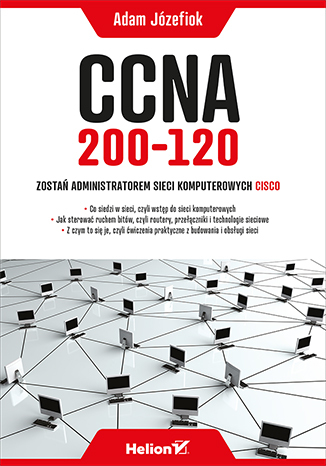 Adam Józefiok
CCNA
200-120
ZOSTAŃ ADMINISTRATOREM SIECI KOMPUTEROWYCH CISCO
• Co siedzi w sieci, czyli wstęp do sieci komputerowych
• Jak sterować ruchem bitów, czyli routery, przełączniki i technologie sieciowe
• Z czym to się je, czyli ćwiczenia praktyczne z budowania i obsługi sieci
Helion